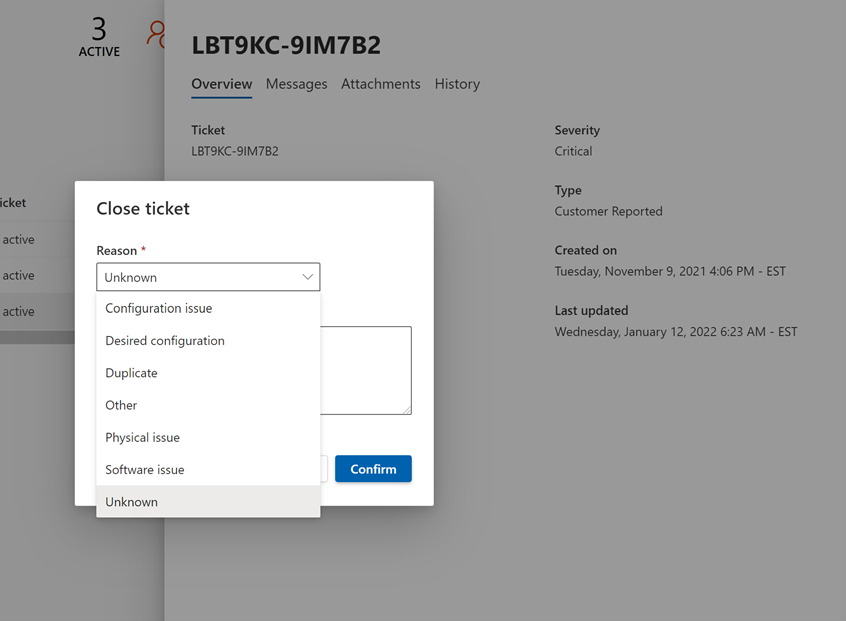 3
ACTIVE
LBT9KC-9IM7B2
Overview Messages Attachments History
Ticket
LBT9KC-9IM7B2
Severity
Critical
Type
Customer Reported
Created on
Tuesday, November 9, 2021 4:06 PM - EST
Last updated
Wednesday, January 12, 2022 6:23 AM - EST
icket
active
active
active
Close ticket
Reason *
Unknown
Configuration issue
Desired configuration
Duplicate
Other
Physical issue
Software issue
Unknown
Confirm